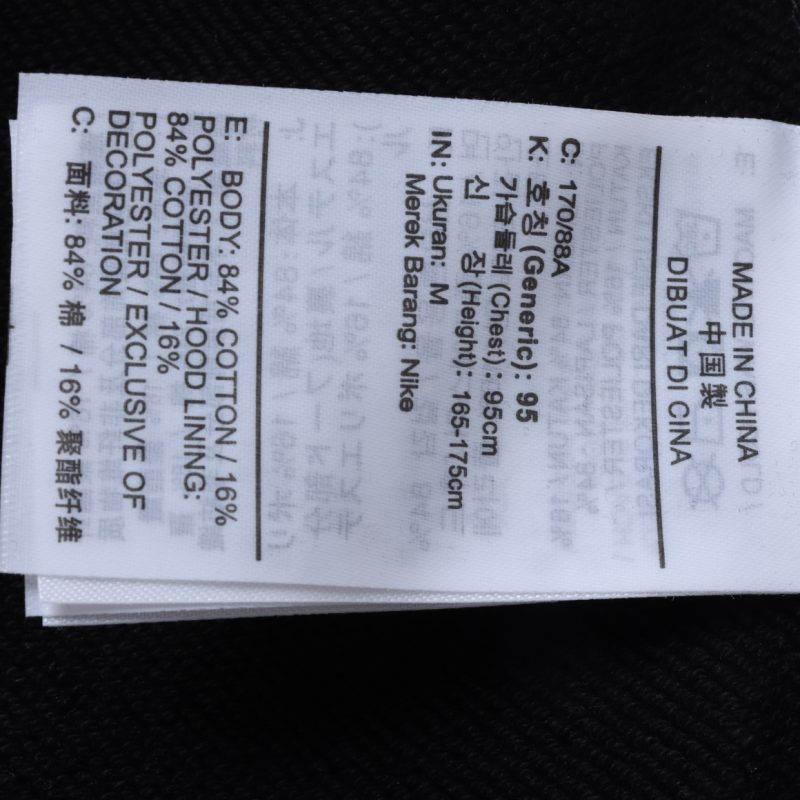 MADE IN CHINA
中国製
DIBUAT DI CINA
C: 170/88A
K: 호칭 (Generic): 95
가슴둘레 (Chest): 95cm
신 장 (Height): 165-175cm
IN: Ukuran: M
Merek Barang: Nike
E: BODY: 84% COTTON / 16%
POLYESTER / HOOD LINING:
84% COTTON / 16%
POLYESTER / EXCLUSIVE OF
DECORATION
C: 面料: 84% 棉 / 16% 聚酯纤维